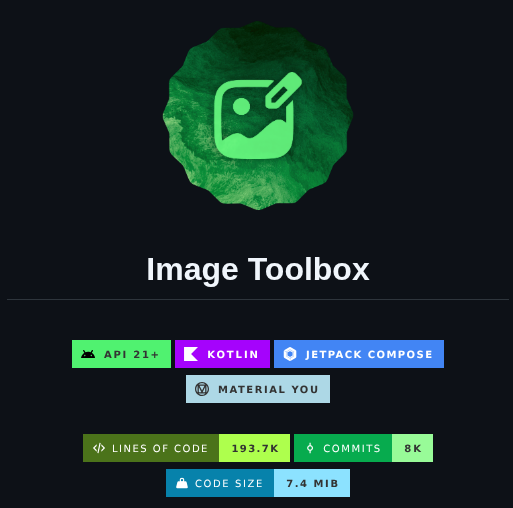 Image Toolbox
API 21+ KOTLIN JETPACK COMPOSE
MATERIAL YOU
LINES OF CODE 193.7K COMMITS 8K
CODE SIZE 7.4 MIB